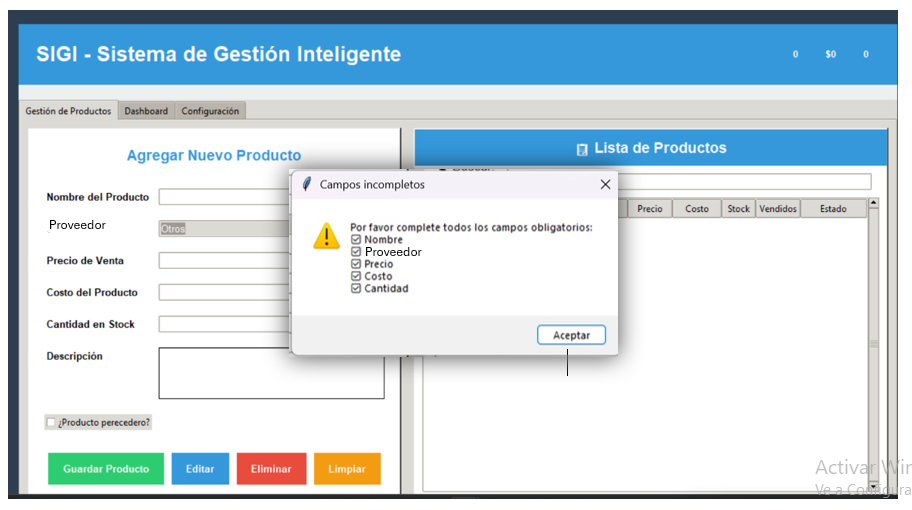 SIGI - Sistema de Gestión Inteligente
0 $0 0
Gestión de Productos Dashboard Configuración
Agregar Nuevo Producto
Lista de Productos
Campos incompletos
Nombre del Producto
Proveedor
Otros
Precio Costo Stock Vendidos Estado
Por favor complete todos los campos obligatorios:
Nombre
Proveedor
Precio
Costo
Cantidad
Precio de Venta
Costo del Producto
Cantidad en Stock
Aceptar
Descripción
¿Producto perecedero?
Guardar Producto Editar Eliminar Limpiar
Activar Win
Ve a Configura